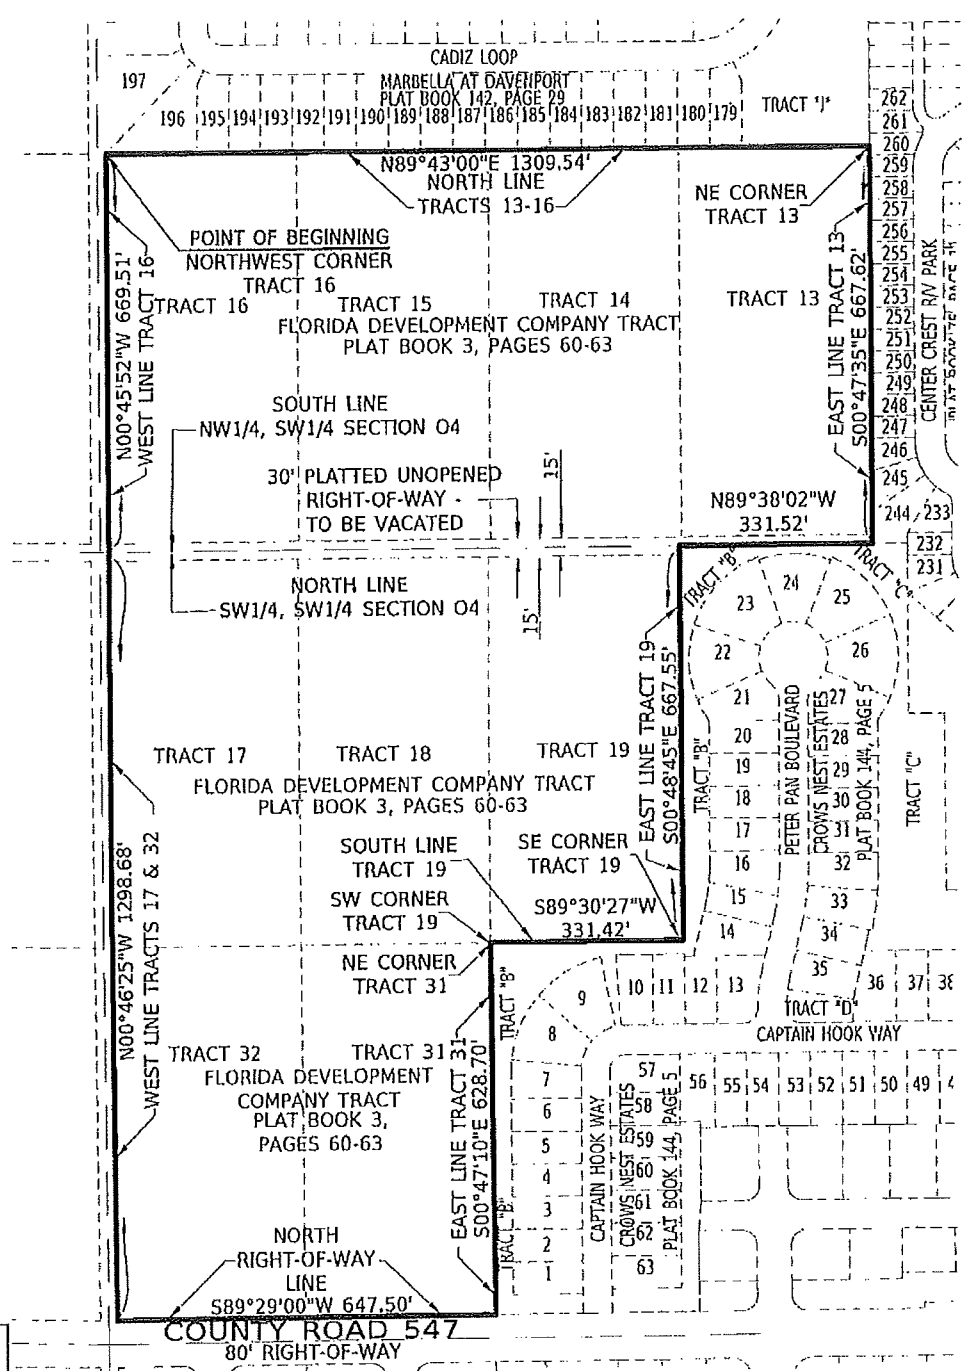 CADIZ LOOP
197
MARBELLA AT DAVENPORT
PLAT BOOK 142, PAGE 29
TRACT "J"
196 195 194 193 192 191 190 189 188 187 186 185 184 183 182 181 180 179
262
261
260
259
258
257
256
255
254
253
252
251
250
249
248
247
246
245
244 233
232
231
CENTER CREST R/V PARK
N89°43'00"E 1309.54'
NORTH LINE
TRACTS 13-16
NE CORNER
TRACT 13
POINT OF BEGINNING
NORTHWEST CORNER
TRACT 16
N00°45'52"W 669.51'
WEST LINE TRACT 16
EAST LINE TRACT 13
S00°47'35"E 667.62'
TRACT 16
TRACT 15
TRACT 14
TRACT 13
FLORIDA DEVELOPMENT COMPANY TRACT
PLAT BOOK 3, PAGES 60-63
SOUTH LINE
NW1/4, SW1/4 SECTION 04
30' PLATTED UNOPENED
RIGHT-OF-WAY -
TO BE VACATED
15'
N89°38'02"W
331.52'
NORTH LINE
SW1/4, SW1/4 SECTION 04
15'
TRACT "B"
TRACT "C"
23
24
25
22
26
21
27
20
28
19
29
18
30
17
31
16
32
15
33
14
34
35
TRACT "B"
PETER PAN BOULEVARD
CROWS NEST ESTATES
PLAT BOOK 144, PAGE 5
TRACT "C"
EAST LINE TRACT 19
S00°48'45"E 667.55'
TRACT 17
TRACT 18
TRACT 19
FLORIDA DEVELOPMENT COMPANY TRACT
PLAT BOOK 3, PAGES 60-63
SOUTH LINE
TRACT 19
SE CORNER
TRACT 19
SW CORNER
TRACT 19
S89°30'27"W
331.42'
NE CORNER
TRACT 31
N00°46'25"W 1298.68'
WEST LINE TRACTS 17 & 32
TRACT "B"
9
10 11 12 13
36 37 38
8
TRACT "D"
CAPTAIN HOOK WAY
TRACT 32
TRACT 31
FLORIDA DEVELOPMENT
COMPANY TRACT
PLAT BOOK 3,
PAGES 60-63
EAST LINE TRACT 31
S00°47'10"E 628.70'
TRACT "B"
7
6
5
4
3
2
1
CAPTAIN HOOK WAY
CROWS NEST ESTATES
57
58
59
60
61
62
63
PLAT BOOK 144, PAGE 5
56 55 54 53 52 51 50 49
NORTH
RIGHT-OF-WAY
LINE
S89°29'00"W 647.50'
COUNTY ROAD 547
80' RIGHT-OF-WAY